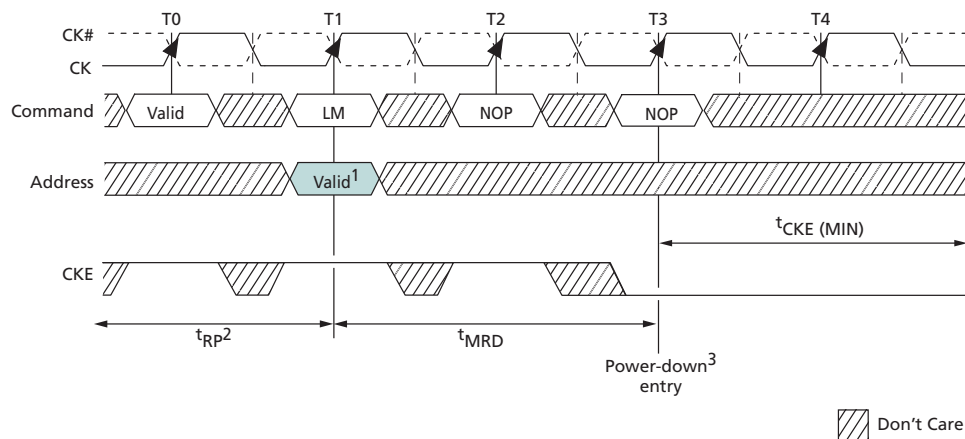 T0 T1 T2 T3 T4
CK#
CK
Command Valid LM NOP NOP
Address Valid1
tCKE (MIN)
CKE
tRP2 tMRD
Power-down3
entry
Don't Care